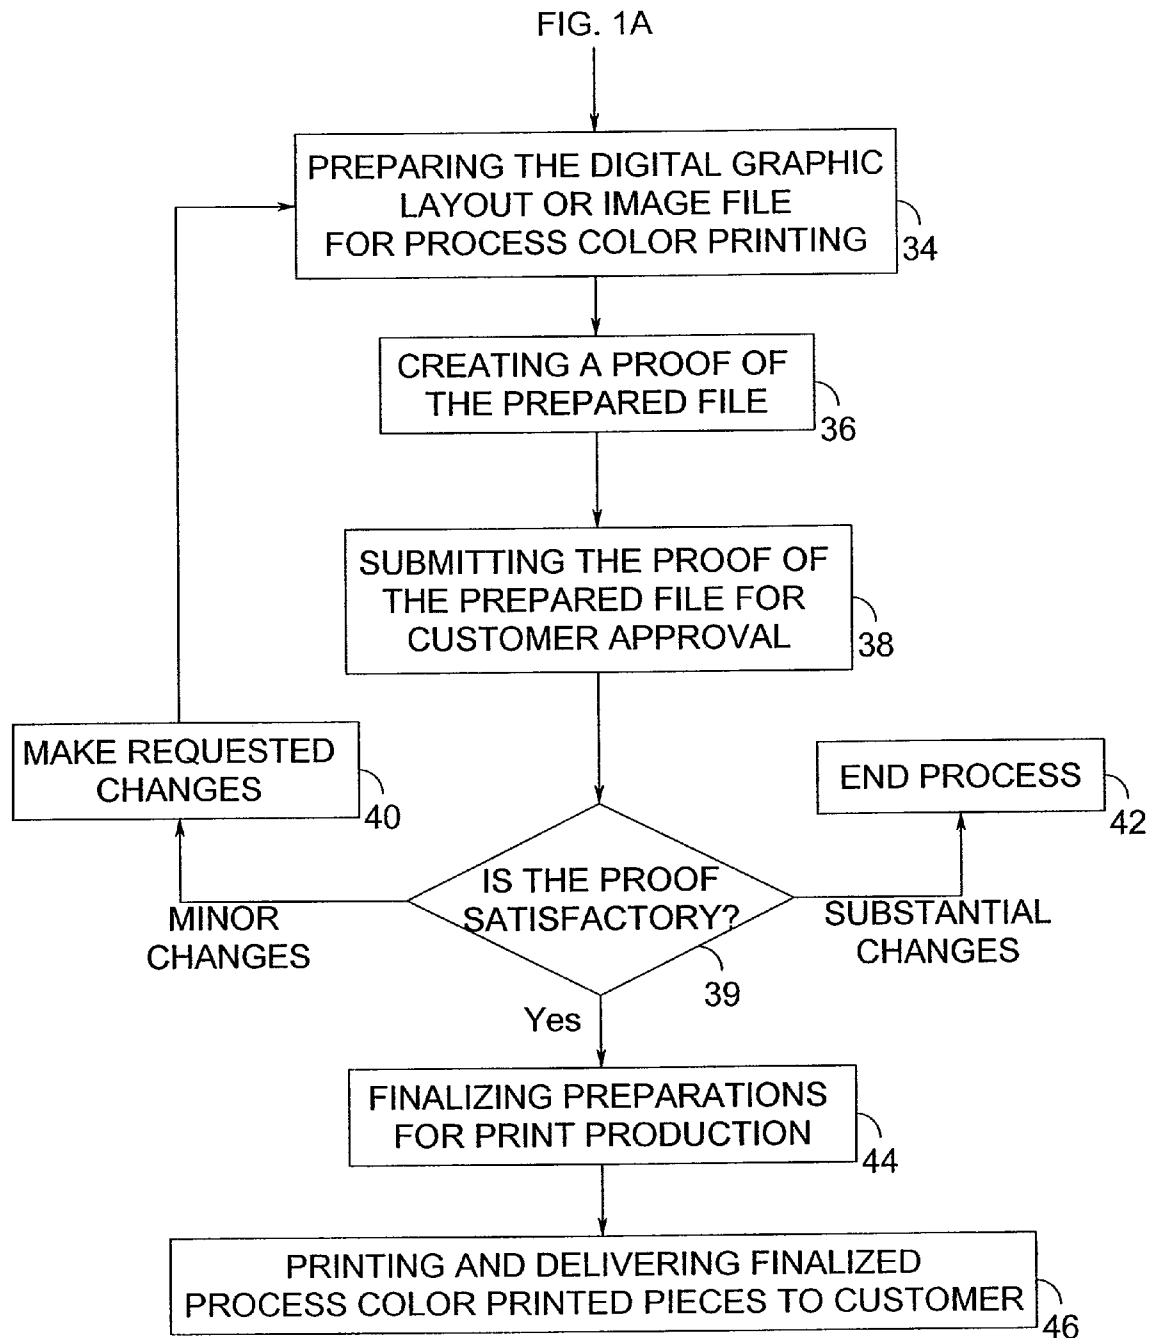 FIG. 1A
PREPARING THE DIGITAL GRAPHIC
LAYOUT OR IMAGE FILE
FOR PROCESS COLOR PRINTING
34
CREATING A PROOF OF
THE PREPARED FILE
36
SUBMITTING THE PROOF OF
THE PREPARED FILE FOR
CUSTOMER APPROVAL
38
MAKE REQUESTED
CHANGES
40
END PROCESS
42
IS THE PROOF
SATISFACTORY?
39
MINOR
CHANGES
SUBSTANTIAL
CHANGES
Yes
FINALIZING PREPARATIONS
FOR PRINT PRODUCTION
44
PRINTING AND DELIVERING FINALIZED
PROCESS COLOR PRINTED PIECES TO CUSTOMER
46